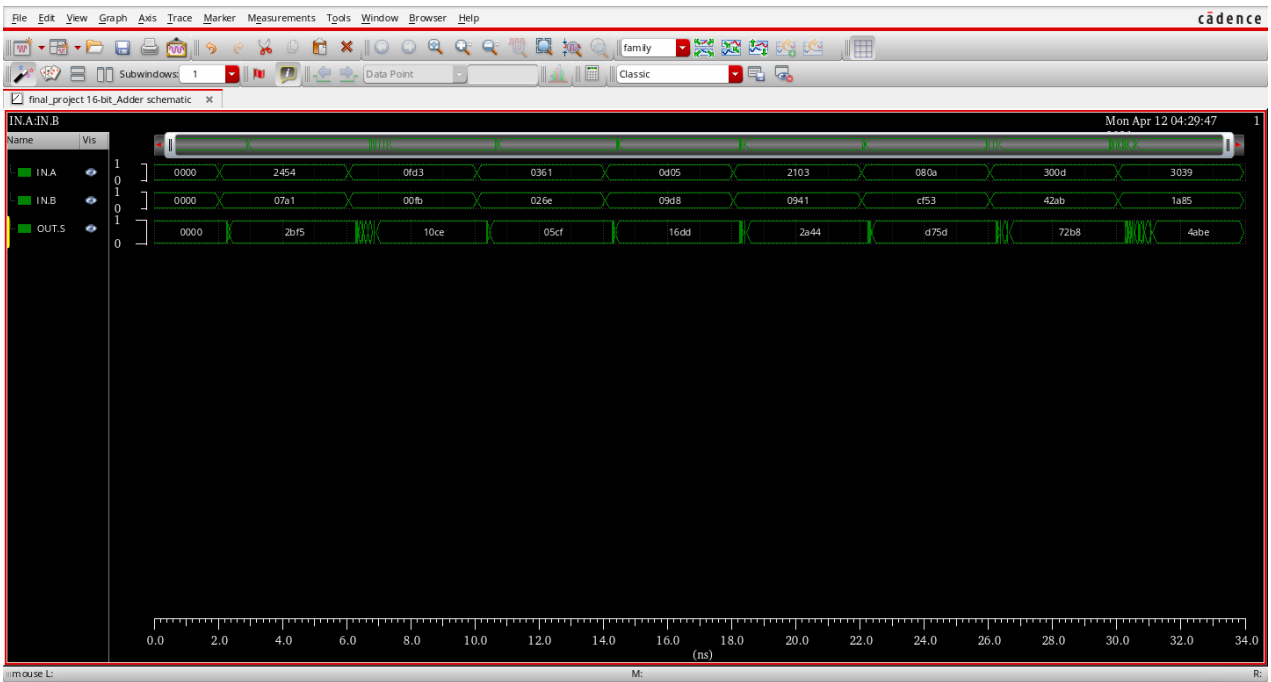 File Edit View Graph Axis Trace Marker Measurements Tools Window Browser Help cādence
family
Subwindows: 1 Data Point Classic
final_project 16-bit_Adder schematic
IN.A:IN.B Mon Apr 12 04:29:47 1
Name Vis
IN.A 1 0 0000 2454 0fd3 0361 0d05 2103 080a 300d 3039
IN.B 1 0 0000 07a1 00fb 026e 09d8 0941 cf53 42ab 1a85
OUT.S 1 0 0000 2bf5 10ce 05cf 16dd 2a44 d75d 72b8 4abe
0.0 2.0 4.0 6.0 8.0 10.0 12.0 14.0 16.0 18.0 20.0 22.0 24.0 26.0 28.0 30.0 32.0 34.0
(ns)
mouse L: M: R: